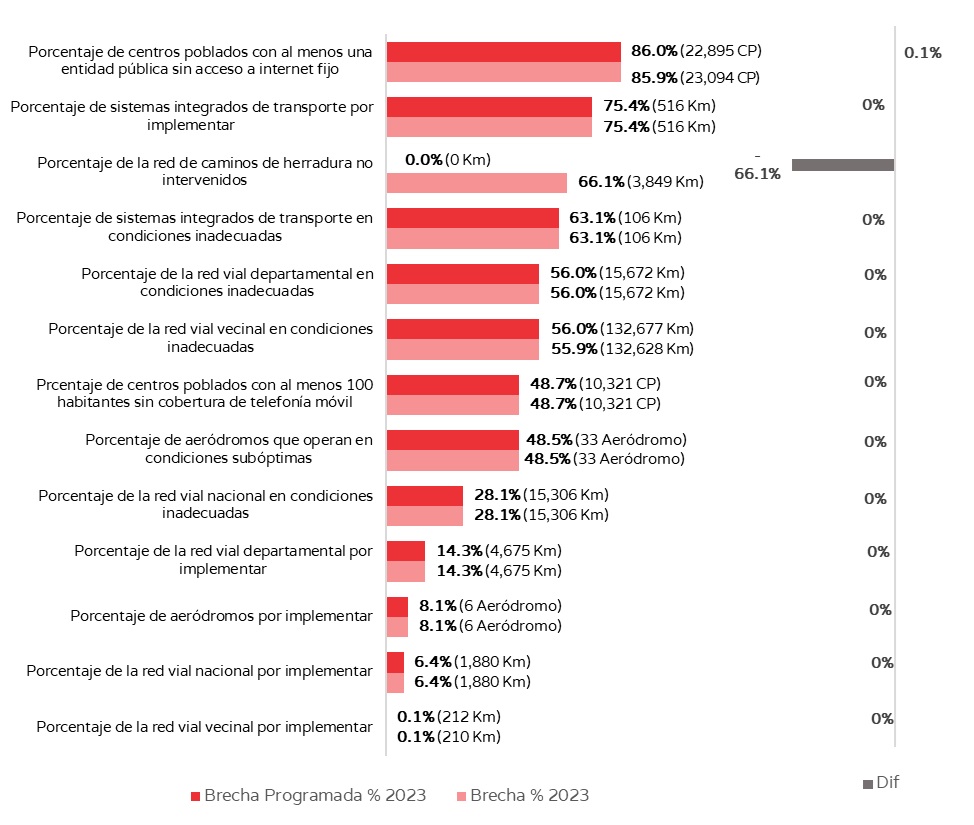 Porcentaje de centros poblados con al menos una
entidad pública sin acceso a internet fijo
86.0% (22,895 CP)
85.9% (23,094 CP)
0.1%
Porcentaje de sistemas integrados de transporte por
implementar
75.4% (516 Km)
75.4% (516 Km)
0%
Porcentaje de la red de caminos de herradura no
intervenidos
0.0% (0 Km)
66.1% (3,849 Km)
-
66.1%
Porcentaje de sistemas integrados de transporte en
condiciones inadecuadas
63.1% (106 Km)
63.1% (106 Km)
0%
Porcentaje de la red vial departamental en
condiciones inadecuadas
56.0% (15,672 Km)
56.0% (15,672 Km)
0%
Porcentaje de la red vial vecinal en condiciones
inadecuadas
56.0% (132,677 Km)
55.9% (132,628 Km)
0%
Prcentaje de centros poblados con al menos 100
habitantes sin cobertura de telefonía móvil
48.7% (10,321 CP)
48.7% (10,321 CP)
0%
Porcentaje de aeródromos que operan en
condiciones subóptimas
48.5% (33 Aeródromo)
48.5% (33 Aeródromo)
0%
Porcentaje de la red vial nacional en condiciones
inadecuadas
28.1% (15,306 Km)
28.1% (15,306 Km)
0%
Porcentaje de la red vial departamental por
implementar
14.3% (4,675 Km)
14.3% (4,675 Km)
0%
Porcentaje de aeródromos por implementar
8.1% (6 Aeródromo)
8.1% (6 Aeródromo)
0%
Porcentaje de la red vial nacional por implementar
6.4% (1,880 Km)
6.4% (1,880 Km)
0%
Porcentaje de la red vial vecinal por implementar
0.1% (212 Km)
0.1% (210 Km)
0%
Brecha Programada % 2023
Brecha % 2023
Dif